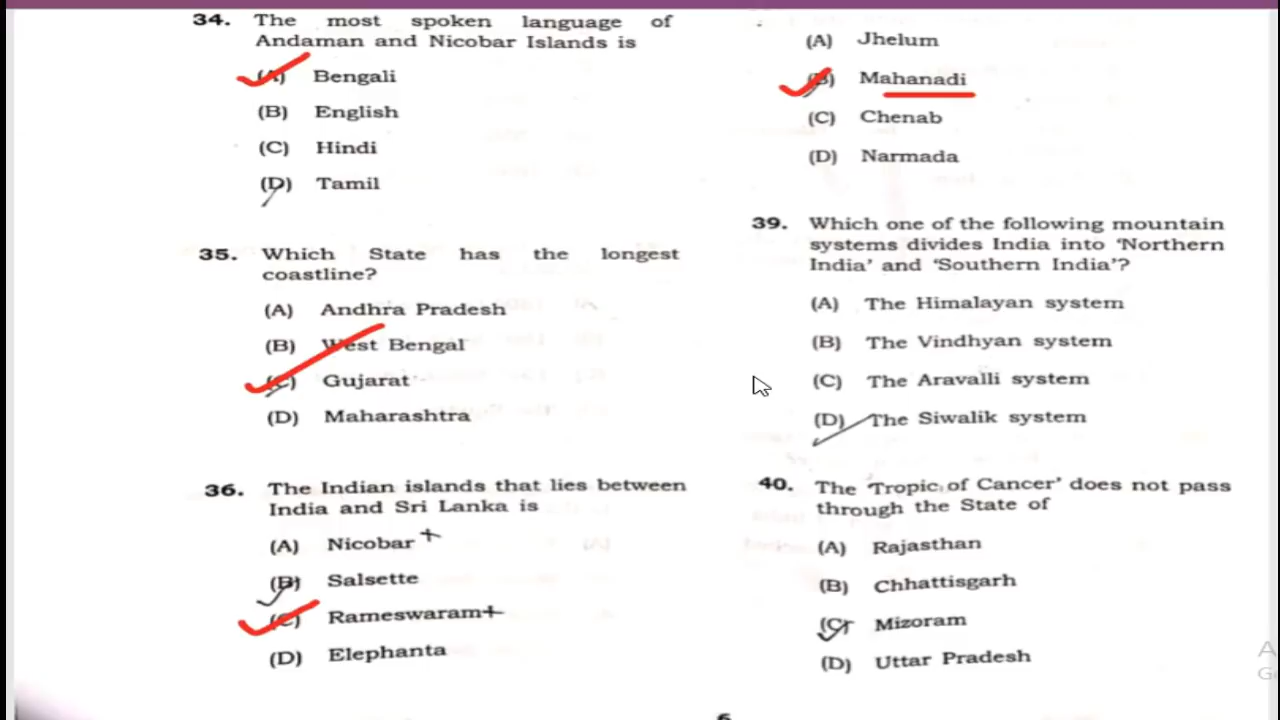 34. The most spoken language of
Andaman and Nicobar Islands is
(A) Bengali
(B) English
(C) Hindi
(D) Tamil
35. Which State has the longest
coastline?
(A) Andhra Pradesh
(B) West Bengal
(C) Gujarat
(D) Maharashtra
36. The Indian islands that lies between
India and Sri Lanka is
(A) Nicobar +
(B) Salsette
(C) Rameswaram +
(D) Elephanta
(A) Jhelum
(B) Mahanadi
(C) Chenab
(D) Narmada
39. Which one of the following mountain
systems divides India into 'Northern
India' and 'Southern India'?
(A) The Himalayan system
(B) The Vindhyan system
(C) The Aravalli system
(D) The Siwalik system
40. The 'Tropic of Cancer' does not pass
through the State of
(A) Rajasthan
(B) Chhattisgarh
(C) Mizoram
(D) Uttar Pradesh